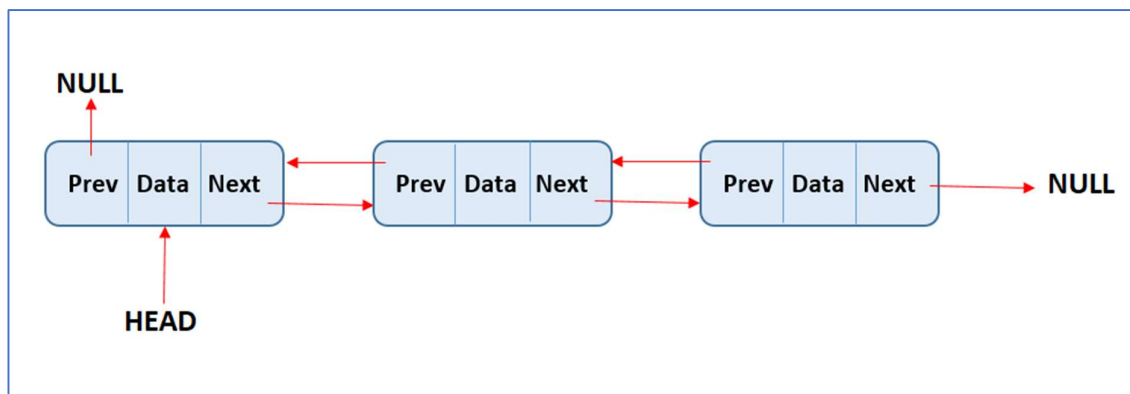 NULL
Prev Data Next Prev Data Next Prev Data Next NULL
HEAD